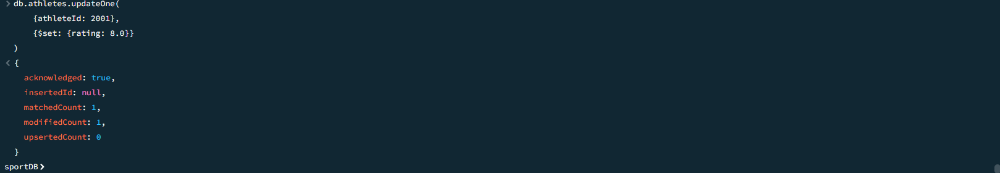 > db.athletes.updateOne(
{athleteId: 2001},
{$set: {rating: 8.0}}
)
< {
acknowledged: true,
insertedId: null,
matchedCount: 1,
modifiedCount: 1,
upsertedCount: 0
}
sportDB>